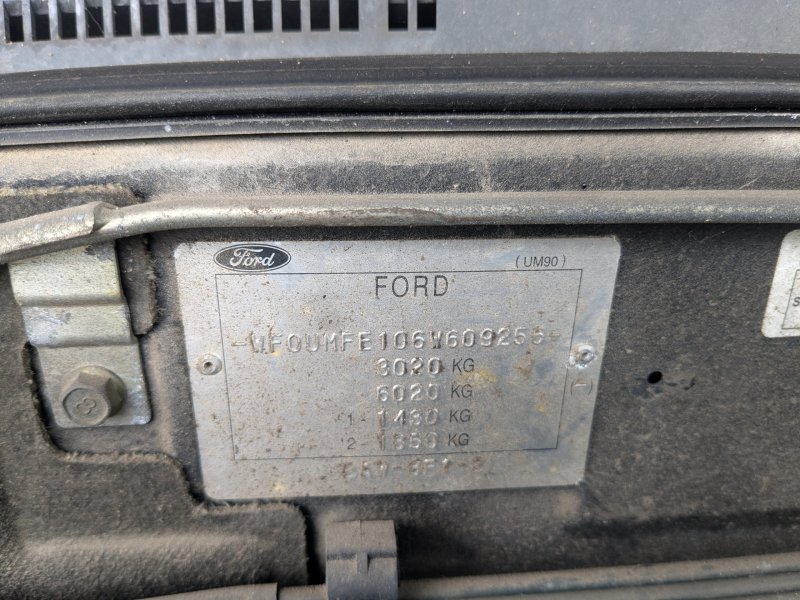 Ford
(UM90)
FORD
-WF0UMFE106W609255-
3020 KG
6020 KG
1- 1430 KG
2- 1850 KG